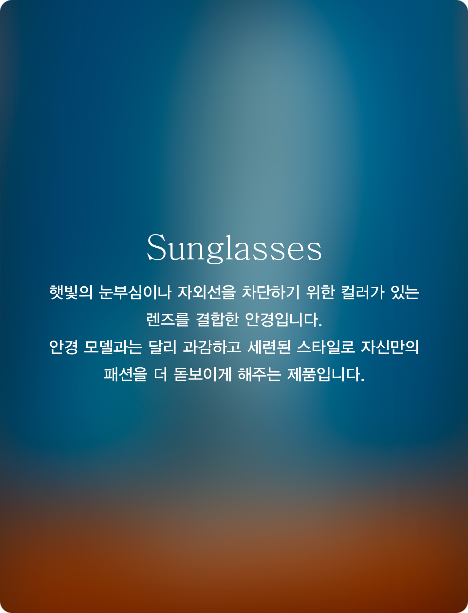 Sunglasses
햇빛의 눈부심이나 자외선을 차단하기 위한 컬러가 있는
렌즈를 결합한 안경입니다.
안경 모델과는 달리 과감하고 세련된 스타일로 자신만의
패션을 더 돋보이게 해주는 제품입니다.